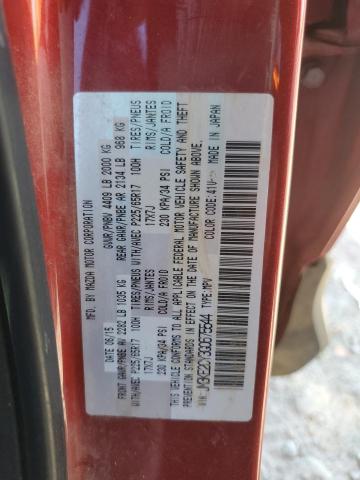 MFD. BY MAZDA MOTOR CORPORATION
DATE 06/15 GVWR/PNBV 4409 LB 2000 KG
FRONT GAWR/PNBE AV 2282 LB 1035 KG REAR GAWR/PNBE AR 2134 LB 968 KG
WITH/AVEC P225/65R17 TIRES/PNEUS WITH/AVEC P225/65R17 100H TIRES/PNEUS
17X7J RIMS/JANTES 17X7J RIMS/JANTES
230 KPA/34 PSI COLD/A FROID 230 KPA/34 PSI COLD/A FROID
THIS VEHICLE CONFORMS TO ALL APPLICABLE FEDERAL MOTOR VEHICLE SAFETY AND THEFT
PREVENTION STANDARDS IN EFFECT ON THE DATE OF MANUFACTURE SHOWN ABOVE.
TYPE:MPV COLOR CODE: 41V MADE IN JAPAN